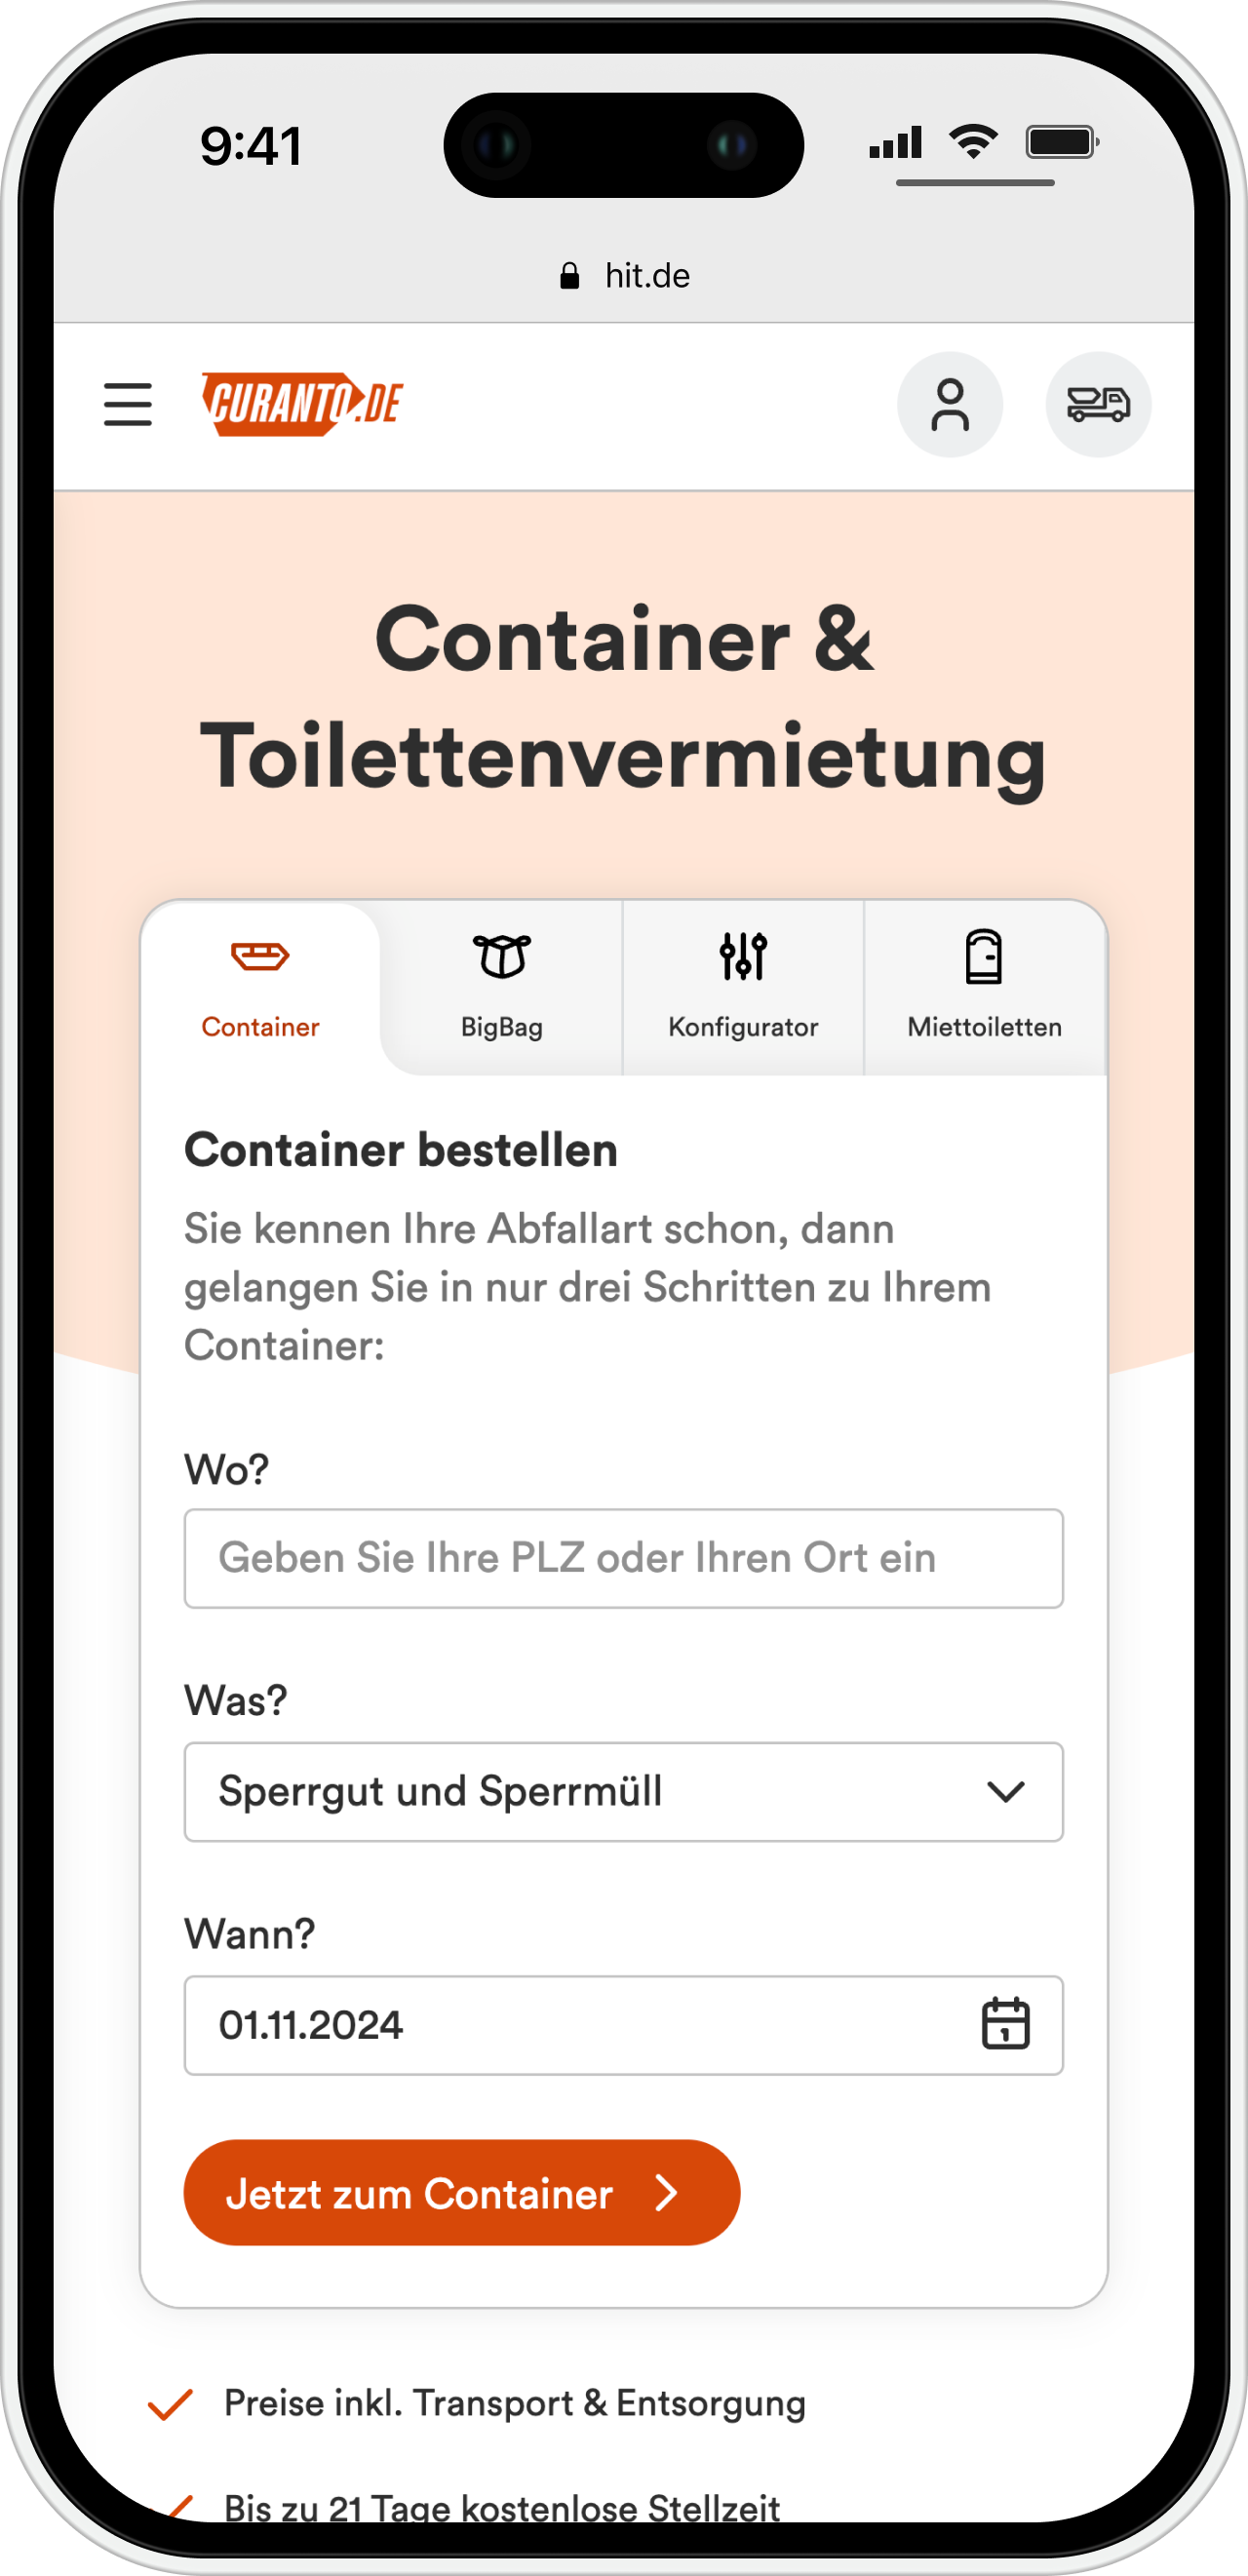 9:41
hit.de
CURANTO.DE
Container &
Toilettenvermietung
Container
BigBag
Konfigurator
Miettoiletten
Container bestellen
Sie kennen Ihre Abfallart schon, dann
gelangen Sie in nur drei Schritten zu Ihrem
Container:
Wo?
Geben Sie Ihre PLZ oder Ihren Ort ein
Was?
Sperrgut und Sperrmüll
Wann?
01.11.2024
1
Jetzt zum Container
Preise inkl. Transport & Entsorgung
Bis zu 21 Tage kostenlose Stellzeit